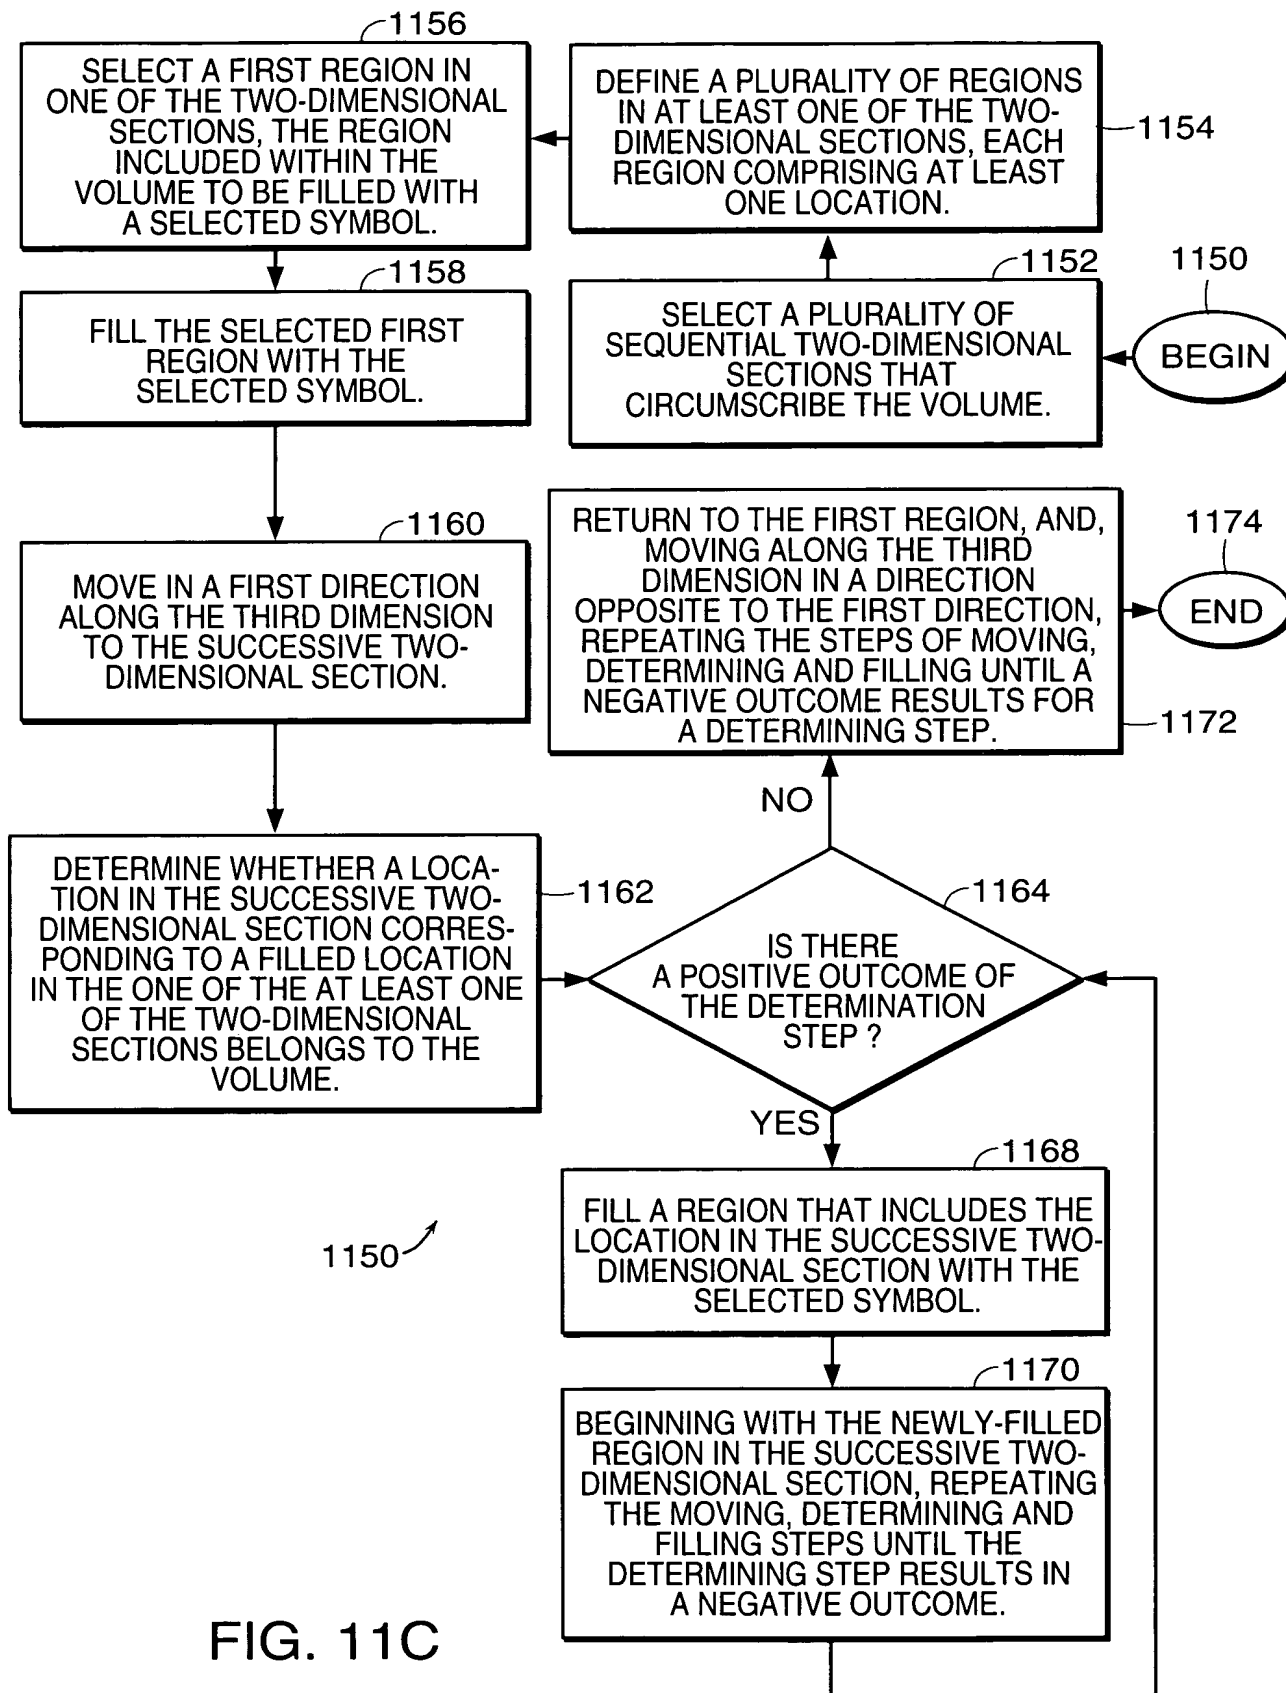 1150
BEGIN
1152
SELECT A PLURALITY OF
SEQUENTIAL TWO-DIMENSIONAL
SECTIONS THAT
CIRCUMSCRIBE THE VOLUME.
DEFINE A PLURALITY OF REGIONS
IN AT LEAST ONE OF THE TWO-
DIMENSIONAL SECTIONS, EACH
REGION COMPRISING AT LEAST
ONE LOCATION.
1154
1156
SELECT A FIRST REGION IN
ONE OF THE TWO-DIMENSIONAL
SECTIONS, THE REGION
INCLUDED WITHIN THE
VOLUME TO BE FILLED WITH
A SELECTED SYMBOL.
1158
FILL THE SELECTED FIRST
REGION WITH THE
SELECTED SYMBOL.
1160
MOVE IN A FIRST DIRECTION
ALONG THE THIRD DIMENSION
TO THE SUCCESSIVE TWO-
DIMENSIONAL SECTION.
DETERMINE WHETHER A LOCA-
TION IN THE SUCCESSIVE TWO-
DIMENSIONAL SECTION CORRES-
PONDING TO A FILLED LOCATION
IN THE ONE OF THE AT LEAST ONE
OF THE TWO-DIMENSIONAL
SECTIONS BELONGS TO THE
VOLUME.
1162
1164
IS THERE
A POSITIVE OUTCOME OF
THE DETERMINATION
STEP ?
NO
RETURN TO THE FIRST REGION, AND,
MOVING ALONG THE THIRD
DIMENSION IN A DIRECTION
OPPOSITE TO THE FIRST DIRECTION,
REPEATING THE STEPS OF MOVING,
DETERMINING AND FILLING UNTIL A
NEGATIVE OUTCOME RESULTS FOR
A DETERMINING STEP.
1172
1174
END
YES
1168
FILL A REGION THAT INCLUDES THE
LOCATION IN THE SUCCESSIVE TWO-
DIMENSIONAL SECTION WITH THE
SELECTED SYMBOL.
1170
BEGINNING WITH THE NEWLY-FILLED
REGION IN THE SUCCESSIVE TWO-
DIMENSIONAL SECTION, REPEATING
THE MOVING, DETERMINING AND
FILLING STEPS UNTIL THE
DETERMINING STEP RESULTS IN
A NEGATIVE OUTCOME.
1150
FIG. 11C